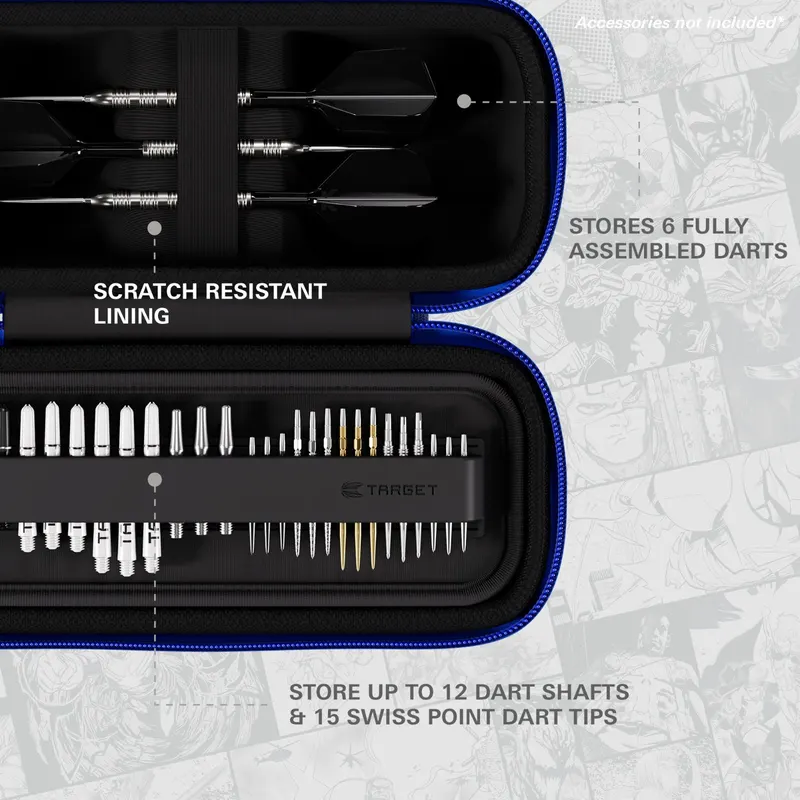 Accessories not included*
STORES 6 FULLY
ASSEMBLED DARTS
SCRATCH RESISTANT
LINING
TARGET
STORE UP TO 12 DART SHAFTS
& 15 SWISS POINT DART TIPS